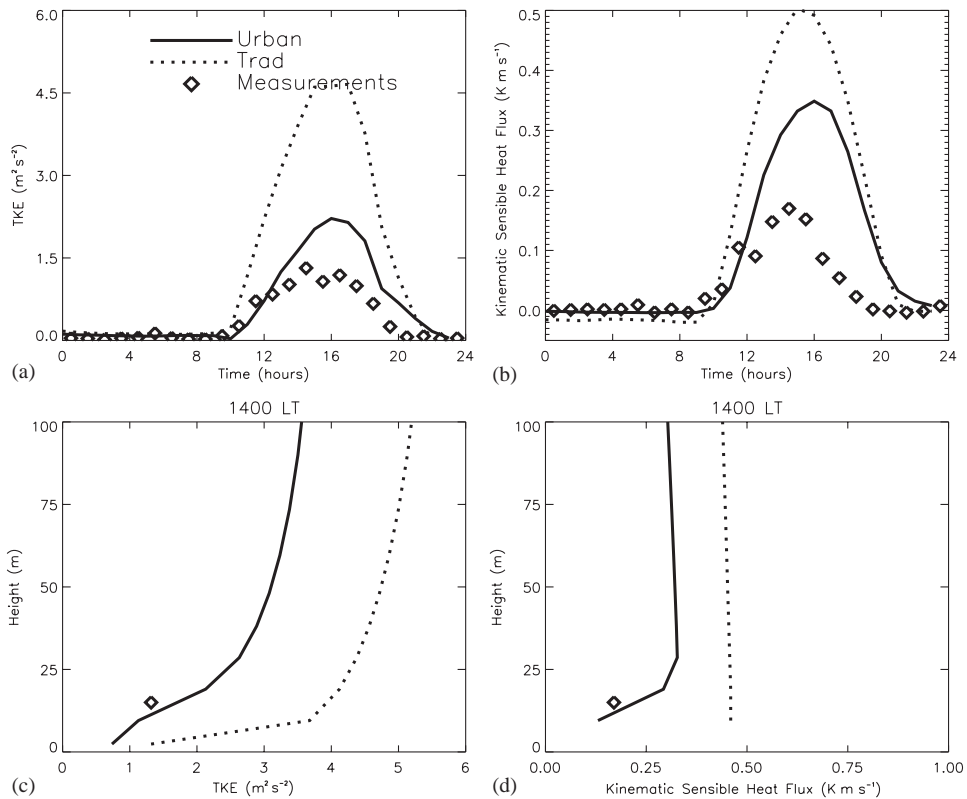 6.0
4.5
3.0
1.5
0.0
TKE (m² s⁻²)
Urban
Trad
Measurements
0 4 8 12 16 20 24
Time (hours)
(a)
0.5
0.4
0.3
0.2
0.1
0.0
Kinematic Sensible Heat Flux (K m s⁻¹)
0 4 8 12 16 20 24
Time (hours)
(b)
1400 LT
100
75
50
25
0
Height (m)
0 1 2 3 4 5 6
TKE (m² s⁻²)
(c)
1400 LT
100
75
50
25
0
Height (m)
0.00 0.25 0.50 0.75 1.00
Kinematic Sensible Heat Flux (K m s⁻¹)
(d)